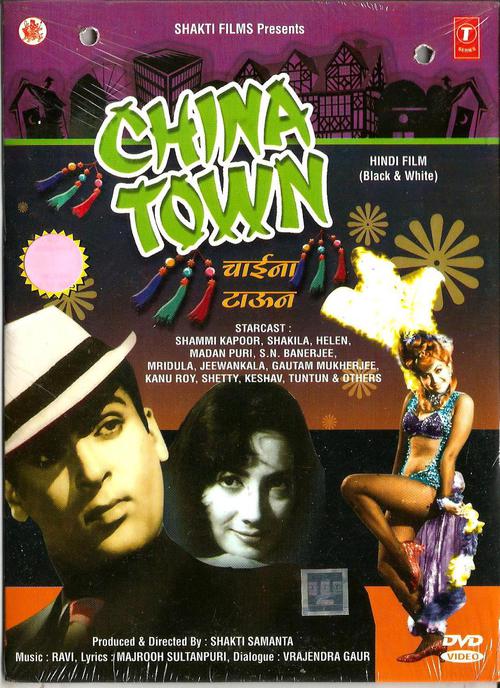 SHAKTI FILMS Presents
T
SERIES
CHINA
TOWN
HINDI FILM
(Black & White)
चाईना
टाऊन
STARCAST :
SHAMMI KAPOOR, SHAKILA, HELEN,
MADAN PURI, S.N. BANERJEE,
MRIDULA, JEEWANKALA, GAUTAM MUKHERJEE,
KANU ROY, SHETTY, KESHAV, TUNTUN & OTHERS
Produced & Directed By : SHAKTI SAMANTA
Music : RAVI, Lyrics : MAJROOH SULTANPURI, Dialogue : VRAJENDRA GAUR
DVD
VIDEO